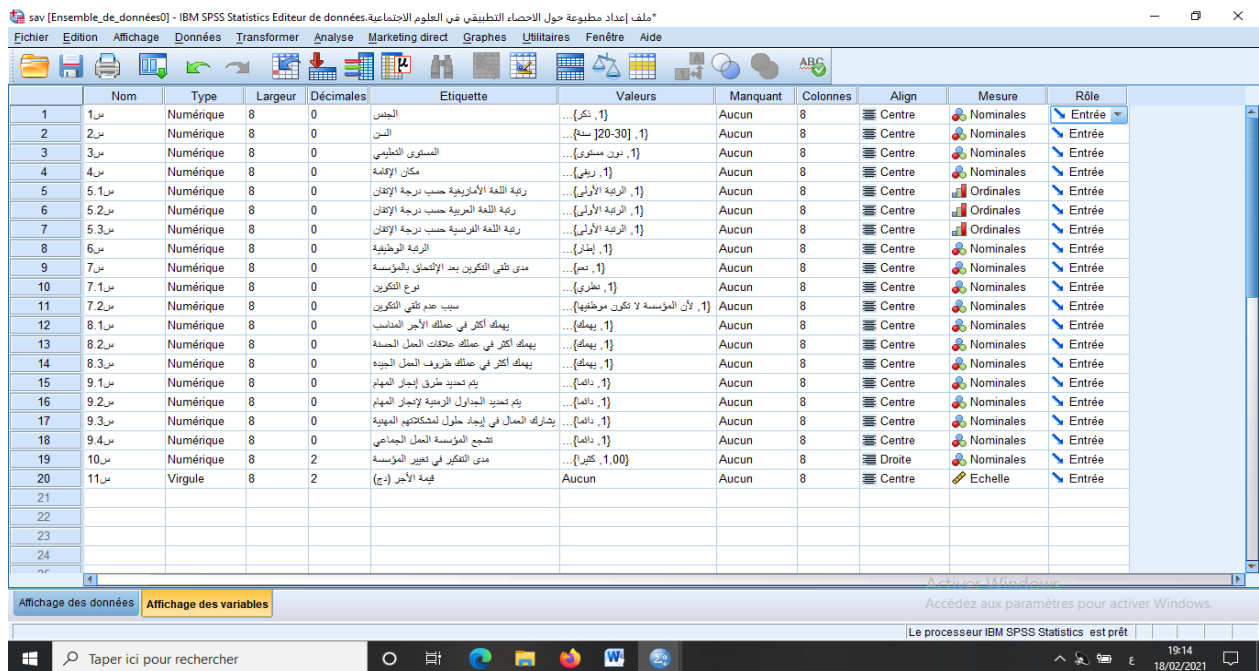 *ملف إعداد مطبوعة حول الاحصاء التطبيقي في العلوم الاجتماعية.sav [Ensemble_de_données0] - IBM SPSS Statistics Editeur de données
Fichier Edition Affichage Données Transformer Analyse Marketing direct Graphes Utilitaires Fenêtre Aide
Nom Type Largeur Décimales Etiquette Valeurs Manquant Colonnes Align Mesure Rôle
1 س1 Numérique 8 0 الجنس {1, ذكر}... Aucun 8 Centre Nominales Entrée
2 س2 Numérique 8 0 السن {1, [20-30[ سنة}... Aucun 8 Centre Nominales Entrée
3 س3 Numérique 8 0 المستوى التعليمي {1, دون مستوى}... Aucun 8 Centre Nominales Entrée
4 س4 Numérique 8 0 مكان الإقامة {1, ريفي}... Aucun 8 Centre Nominales Entrée
5 س5.1 Numérique 8 0 رتبة اللغة الأمازيغية حسب درجة الإتقان {1, الرتبة الأولى}... Aucun 8 Centre Ordinales Entrée
6 س5.2 Numérique 8 0 رتبة اللغة العربية حسب درجة الإتقان {1, الرتبة الأولى}... Aucun 8 Centre Ordinales Entrée
7 س5.3 Numérique 8 0 رتبة اللغة الفرنسية حسب درجة الإتقان {1, الرتبة الأولى}... Aucun 8 Centre Ordinales Entrée
8 س6 Numérique 8 0 الرتبة الوظيفية {1, إطار}... Aucun 8 Centre Nominales Entrée
9 س7 Numérique 8 0 مدى تلقى التكوين بعد الإلتحاق بالمؤسسة {1, نعم}... Aucun 8 Centre Nominales Entrée
10 س7.1 Numérique 8 0 نوع التكوين {1, نظري}... Aucun 8 Centre Nominales Entrée
11 س7.2 Numérique 8 0 سبب عدم تلقي التكوين {1, لأن المؤسسة لا تكون موظفيها}... Aucun 8 Centre Nominales Entrée
12 س8.1 Numérique 8 0 يهمك أكثر في عملك الأجر المناسب {1, يهمك}... Aucun 8 Centre Nominales Entrée
13 س8.2 Numérique 8 0 يهمك أكثر في عملك علاقات العمل الحسنة {1, يهمك}... Aucun 8 Centre Nominales Entrée
14 س8.3 Numérique 8 0 يهمك أكثر في عملك ظروف العمل الجيده {1, يهمك}... Aucun 8 Centre Nominales Entrée
15 س9.1 Numérique 8 0 يتم تحديد طرق إنجاز المهام {1, دائما}... Aucun 8 Centre Nominales Entrée
16 س9.2 Numérique 8 0 يتم تحديد الجداول الزمنية لإنجاز المهام {1, دائما}... Aucun 8 Centre Nominales Entrée
17 س9.3 Numérique 8 0 يشارك العمال في إيجاد حلول لمشكلاتهم المهنية {1, دائما}... Aucun 8 Centre Nominales Entrée
18 س9.4 Numérique 8 0 تشجع المؤسسة العمل الجماعي {1, دائما}... Aucun 8 Centre Nominales Entrée
19 س10 Numérique 8 2 مدى التفكير في تغيير المؤسسة {1,00, كثيرا}... Aucun 8 Droite Nominales Entrée
20 س11 Virgule 8 2 قيمة الأجر (دج) Aucun Aucun 8 Centre Echelle Entrée
21
22
23
24
Activer Windows
Affichage des données Affichage des variables Accédez aux paramètres pour activer Windows.
Le processeur IBM SPSS Statistics est prêt
Taper ici pour rechercher ع 19:14
18/02/2021